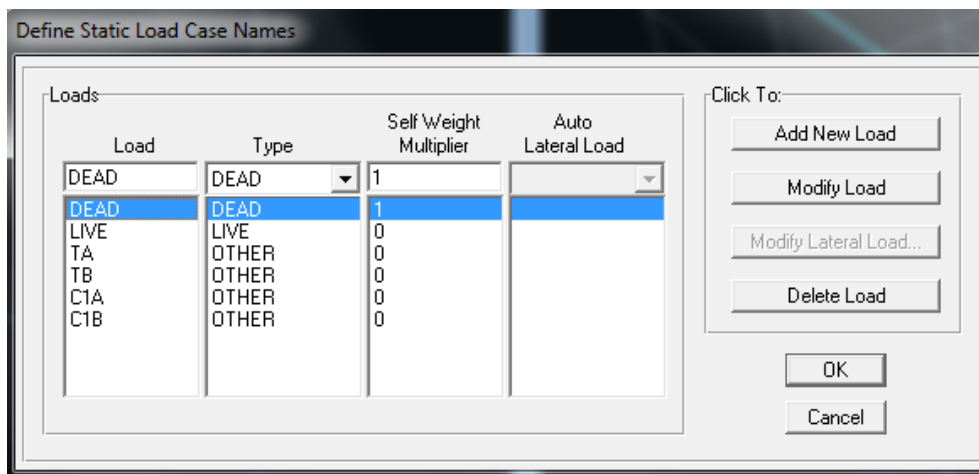 Define Static Load Case Names
Loads
Load Type Self Weight Multiplier Auto Lateral Load
DEAD DEAD 1
DEAD DEAD 1
LIVE LIVE 0
TA OTHER 0
TB OTHER 0
C1A OTHER 0
C1B OTHER 0
Click To:
Add New Load
Modify Load
Modify Lateral Load...
Delete Load
OK
Cancel